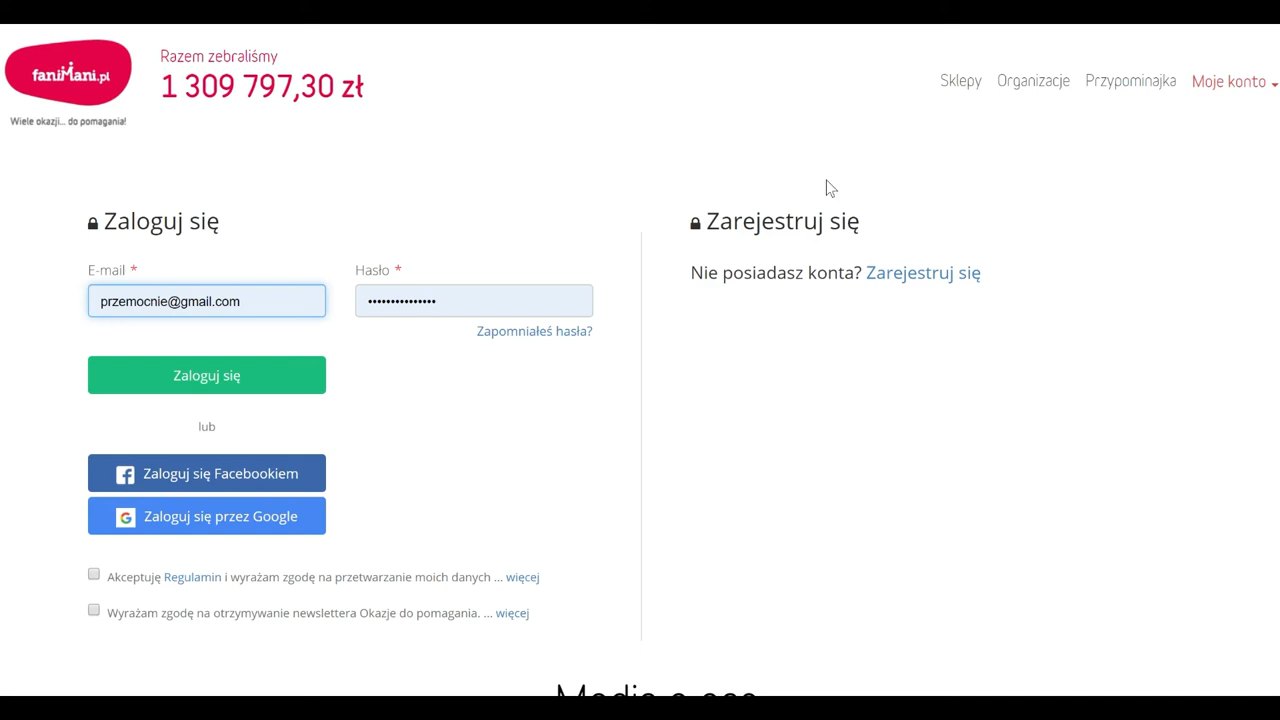 faniMani.pl
Wiele okazji... do pomagania!
Razem zebraliśmy
1 309 797,30 zł
Sklepy Organizacje Przypominajka Moje konto
Zaloguj się
E-mail *
przemocnie@gmail.com
Hasło *
•••••••••••••••
Zapomniałeś hasła?
Zaloguj się
lub
Zaloguj się Facebookiem
Zaloguj się przez Google
Akceptuję Regulamin i wyrażam zgodę na przetwarzanie moich danych ... więcej
Wyrażam zgodę na otrzymywanie newslettera Okazje do pomagania. ... więcej
Zarejestruj się
Nie posiadasz konta? Zarejestruj się